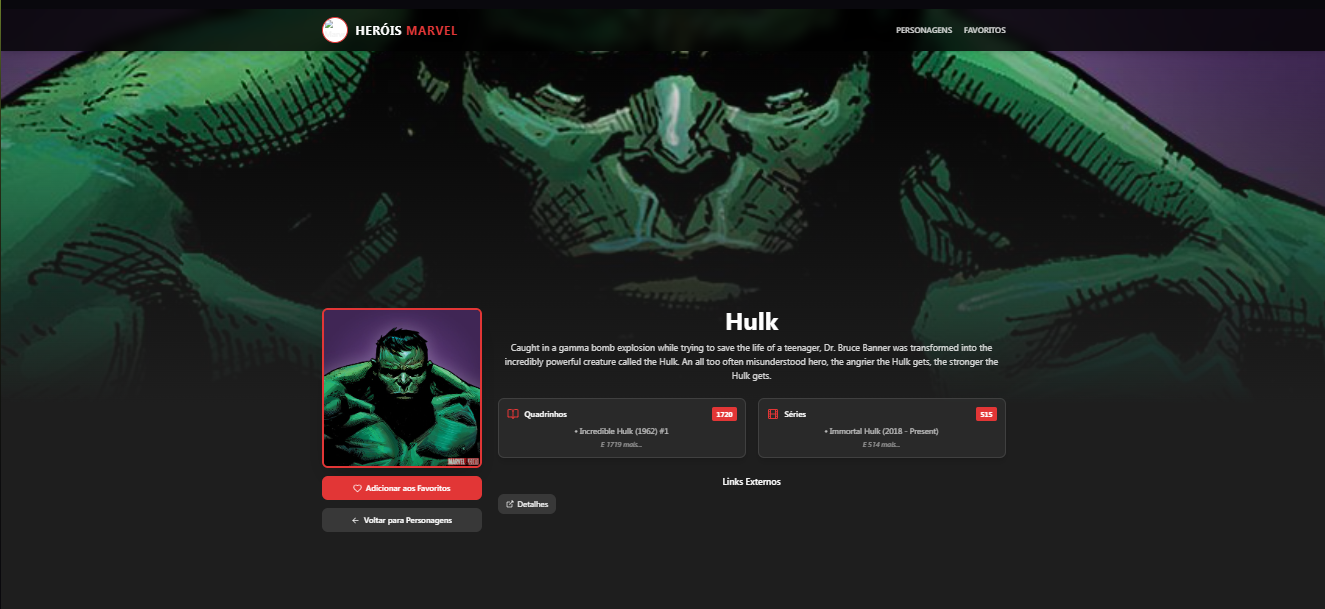 HERÓIS MARVEL
PERSONAGENS FAVORITOS
Hulk
Caught in a gamma bomb explosion while trying to save the life of a teenager, Dr. Bruce Banner was transformed into the
incredibly powerful creature called the Hulk. An all too often misunderstood hero, the angrier the Hulk gets, the stronger the
Hulk gets.
Quadrinhos 1720
• Incredible Hulk (1962) #1
E 1719 mais...
Séries 515
• Immortal Hulk (2018 - Present)
E 514 mais...
Adicionar aos Favoritos
Voltar para Personagens
Links Externos
Detalhes